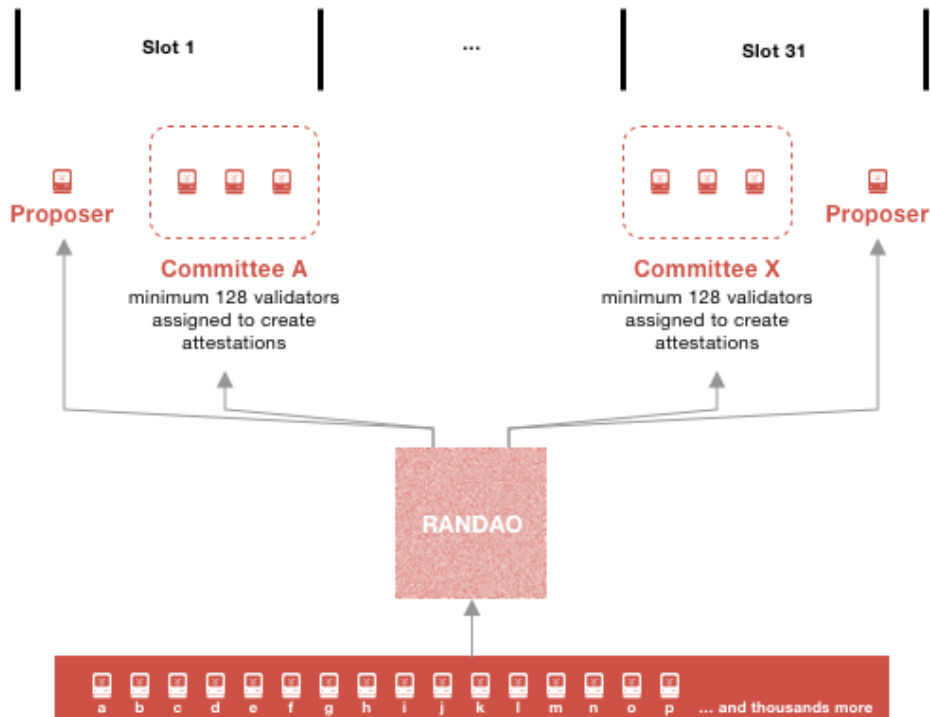 Slot 1
...
Slot 31
Proposer
Proposer
Committee A
minimum 128 validators
assigned to create
attestations
Committee X
minimum 128 validators
assigned to create
attestations
RANDAO
a b c d e f g h i j k l m n o p ... and thousands more